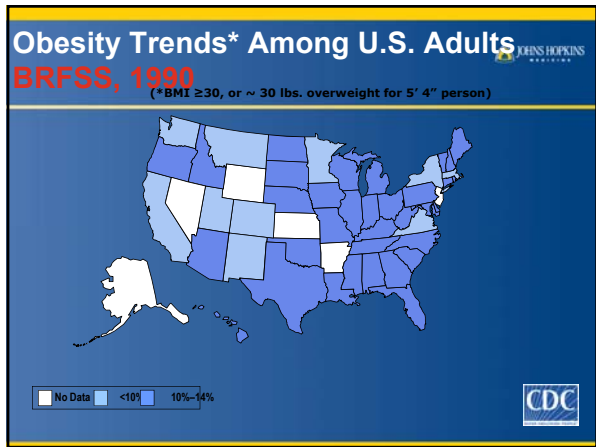 Obesity Trends* Among U.S. Adults
JOHNS HOPKINS
MEDICINE
BRFSS, 1990
(*BMI ≥30, or ~ 30 lbs. overweight for 5’ 4” person)
No Data <10% 10%–14%
CDC